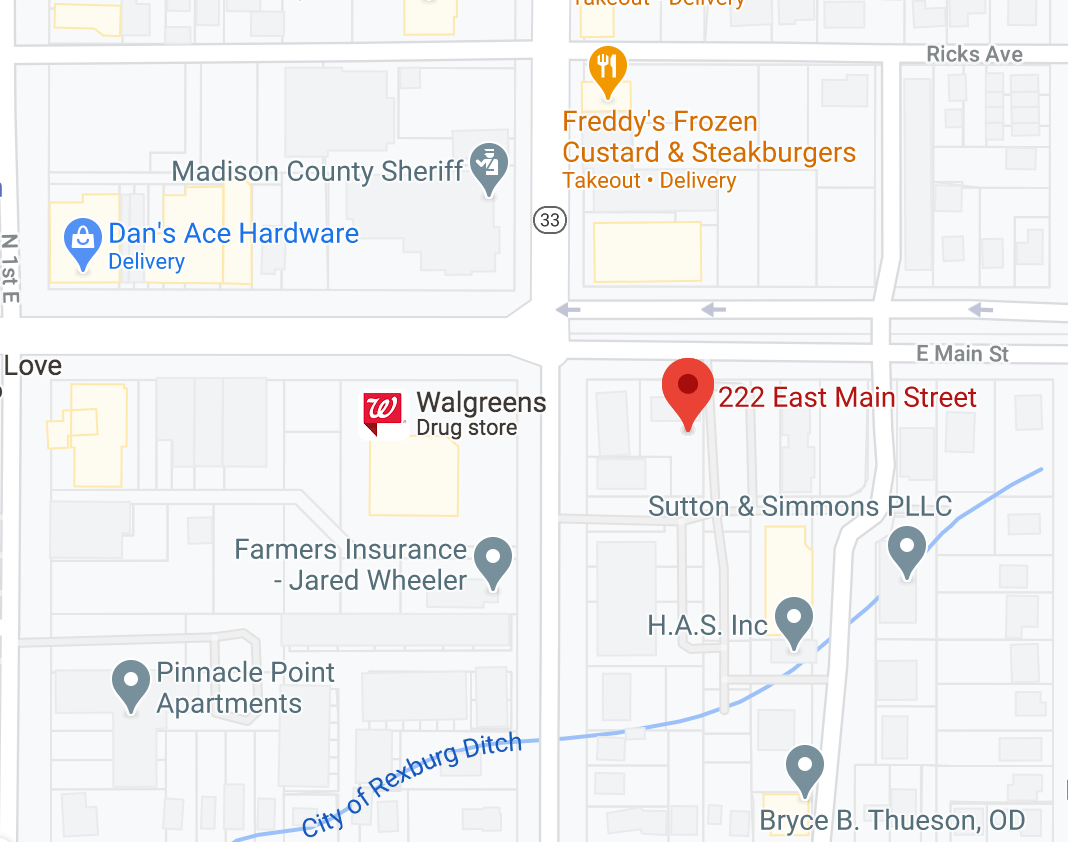 Takeout • Delivery
Ricks Ave
Freddy's Frozen
Custard & Steakburgers
Takeout • Delivery
Madison County Sheriff
33
Dan's Ace Hardware
Delivery
N 1st E
E Main St
Love
Walgreens
Drug store
222 East Main Street
Sutton & Simmons PLLC
Farmers Insurance
- Jared Wheeler
H.A.S. Inc
Pinnacle Point
Apartments
City of Rexburg Ditch
Bryce B. Thueson, OD